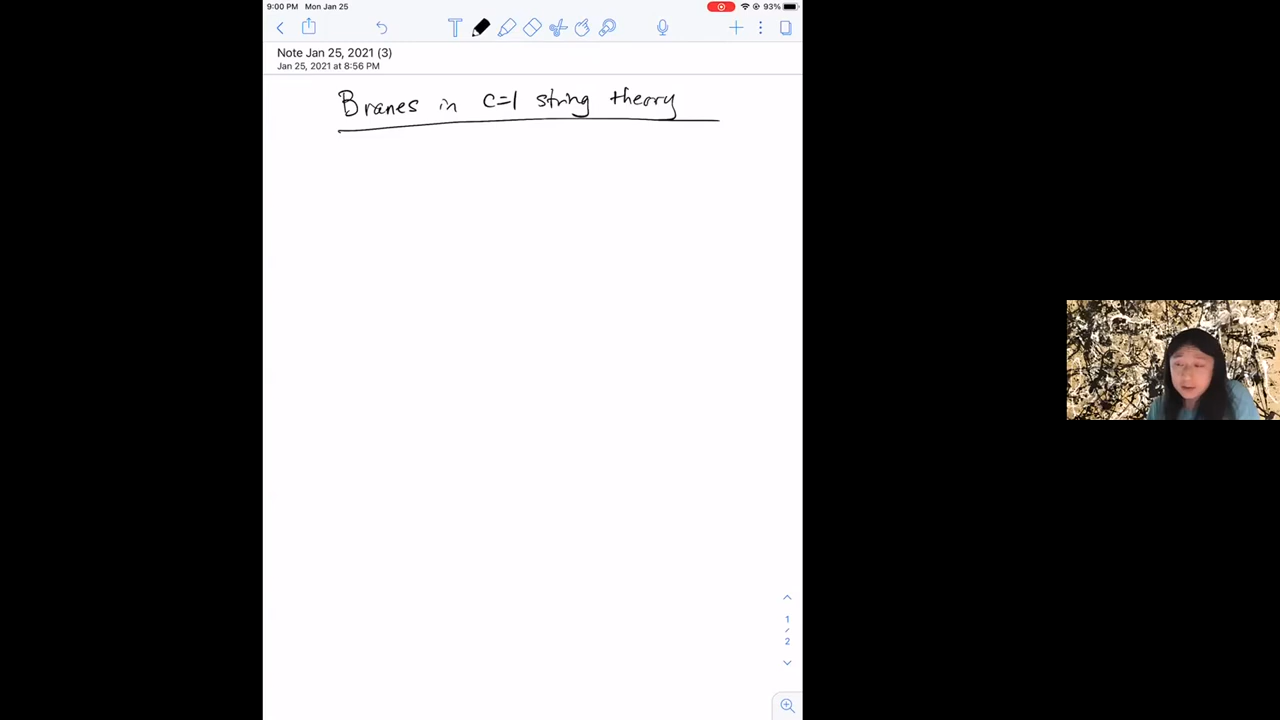 9:00 PM Mon Jan 25 93%
T
Note Jan 25, 2021 (3)
Jan 25, 2021 at 8:56 PM
Branes in c=1 string theory
1
/
2